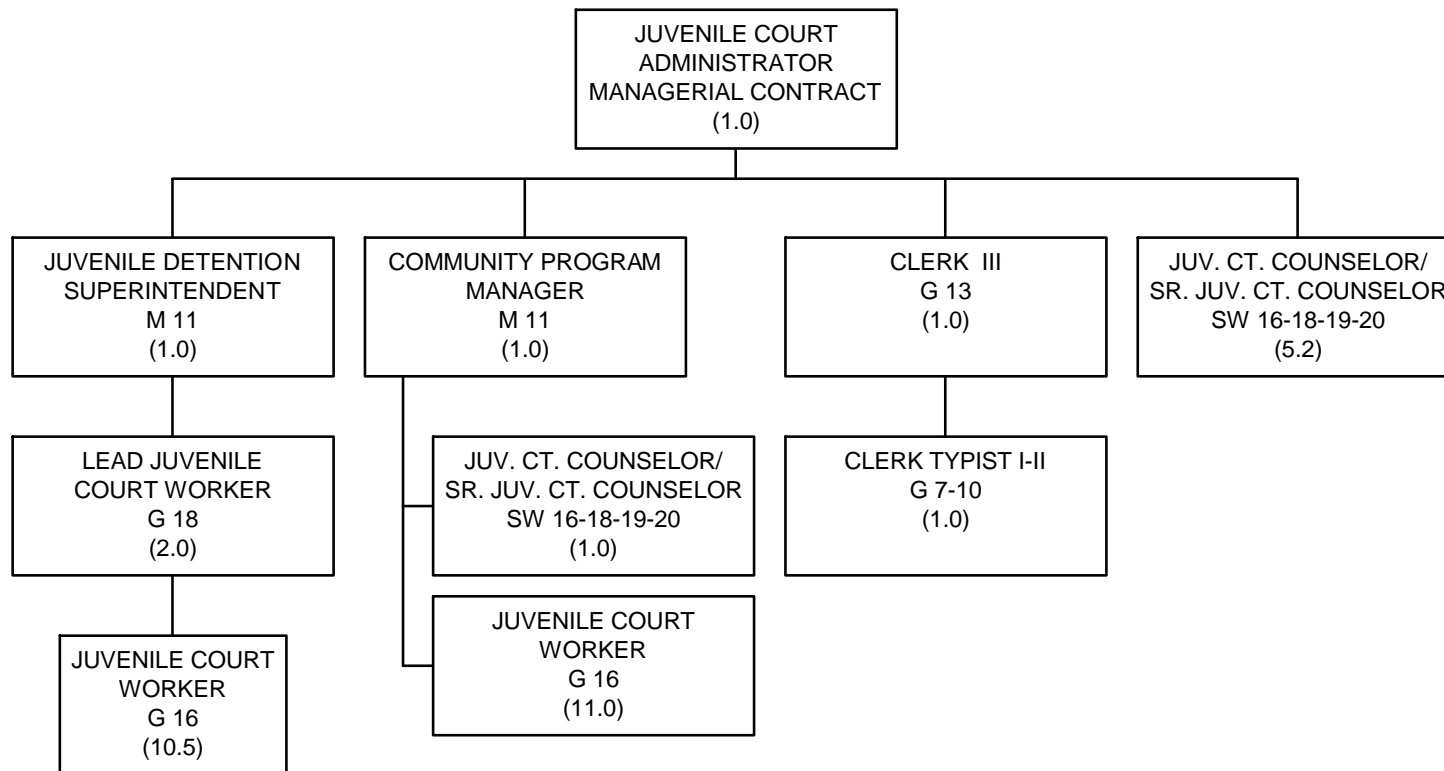 JUVENILE COURT
ADMINISTRATOR
MANAGERIAL CONTRACT
(1.0)
JUVENILE DETENTION
SUPERINTENDENT
M 11
(1.0)
COMMUNITY PROGRAM
MANAGER
M 11
(1.0)
CLERK III
G 13
(1.0)
JUV. CT. COUNSELOR/
SR. JUV. CT. COUNSELOR
SW 16-18-19-20
(5.2)
LEAD JUVENILE
COURT WORKER
G 18
(2.0)
JUV. CT. COUNSELOR/
SR. JUV. CT. COUNSELOR
SW 16-18-19-20
(1.0)
CLERK TYPIST I-II
G 7-10
(1.0)
JUVENILE COURT
WORKER
G 16
(10.5)
JUVENILE COURT
WORKER
G 16
(11.0)